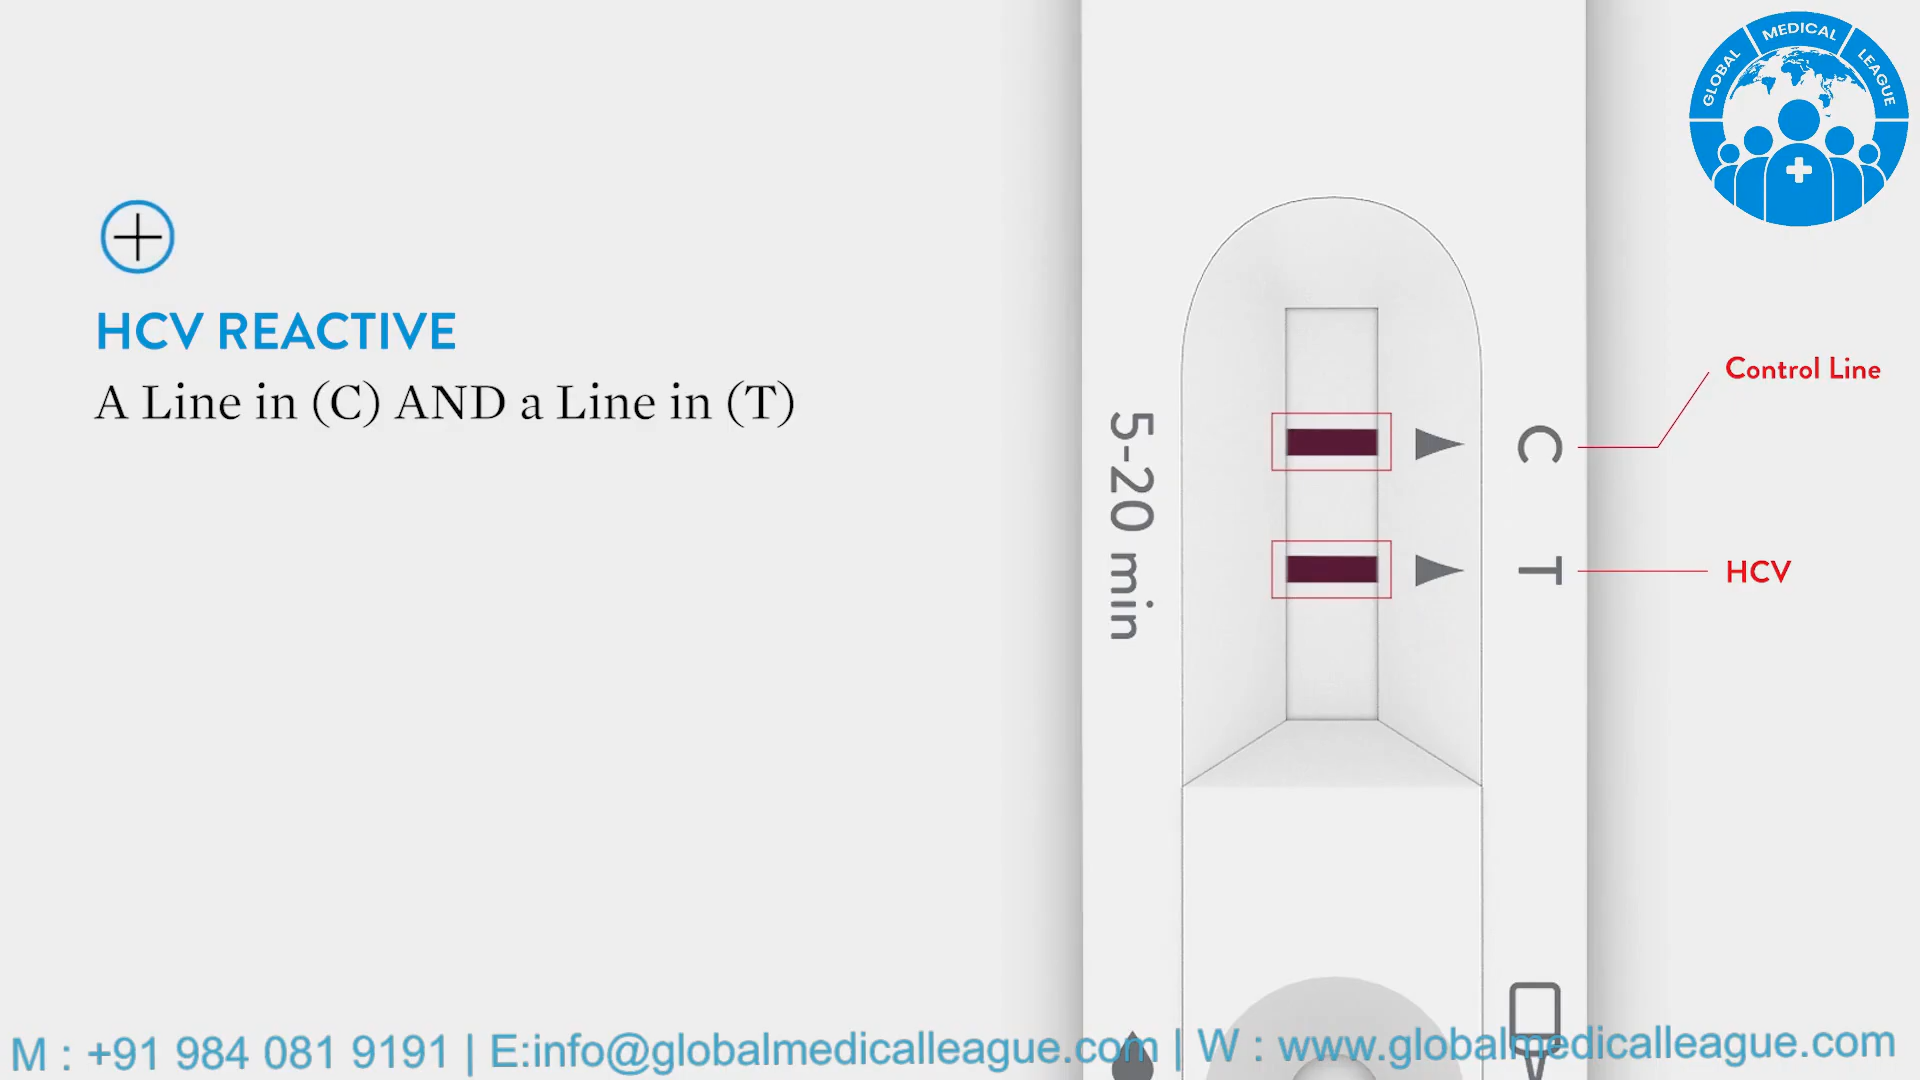 GLOBAL MEDICAL LEAGUE
HCV REACTIVE
A Line in (C) AND a Line in (T)
5-20 min
C
T
Control Line
HCV
M : +91 984 081 9191 | E:info@globalmedicalleague.com | W : www.globalmedicalleague.com